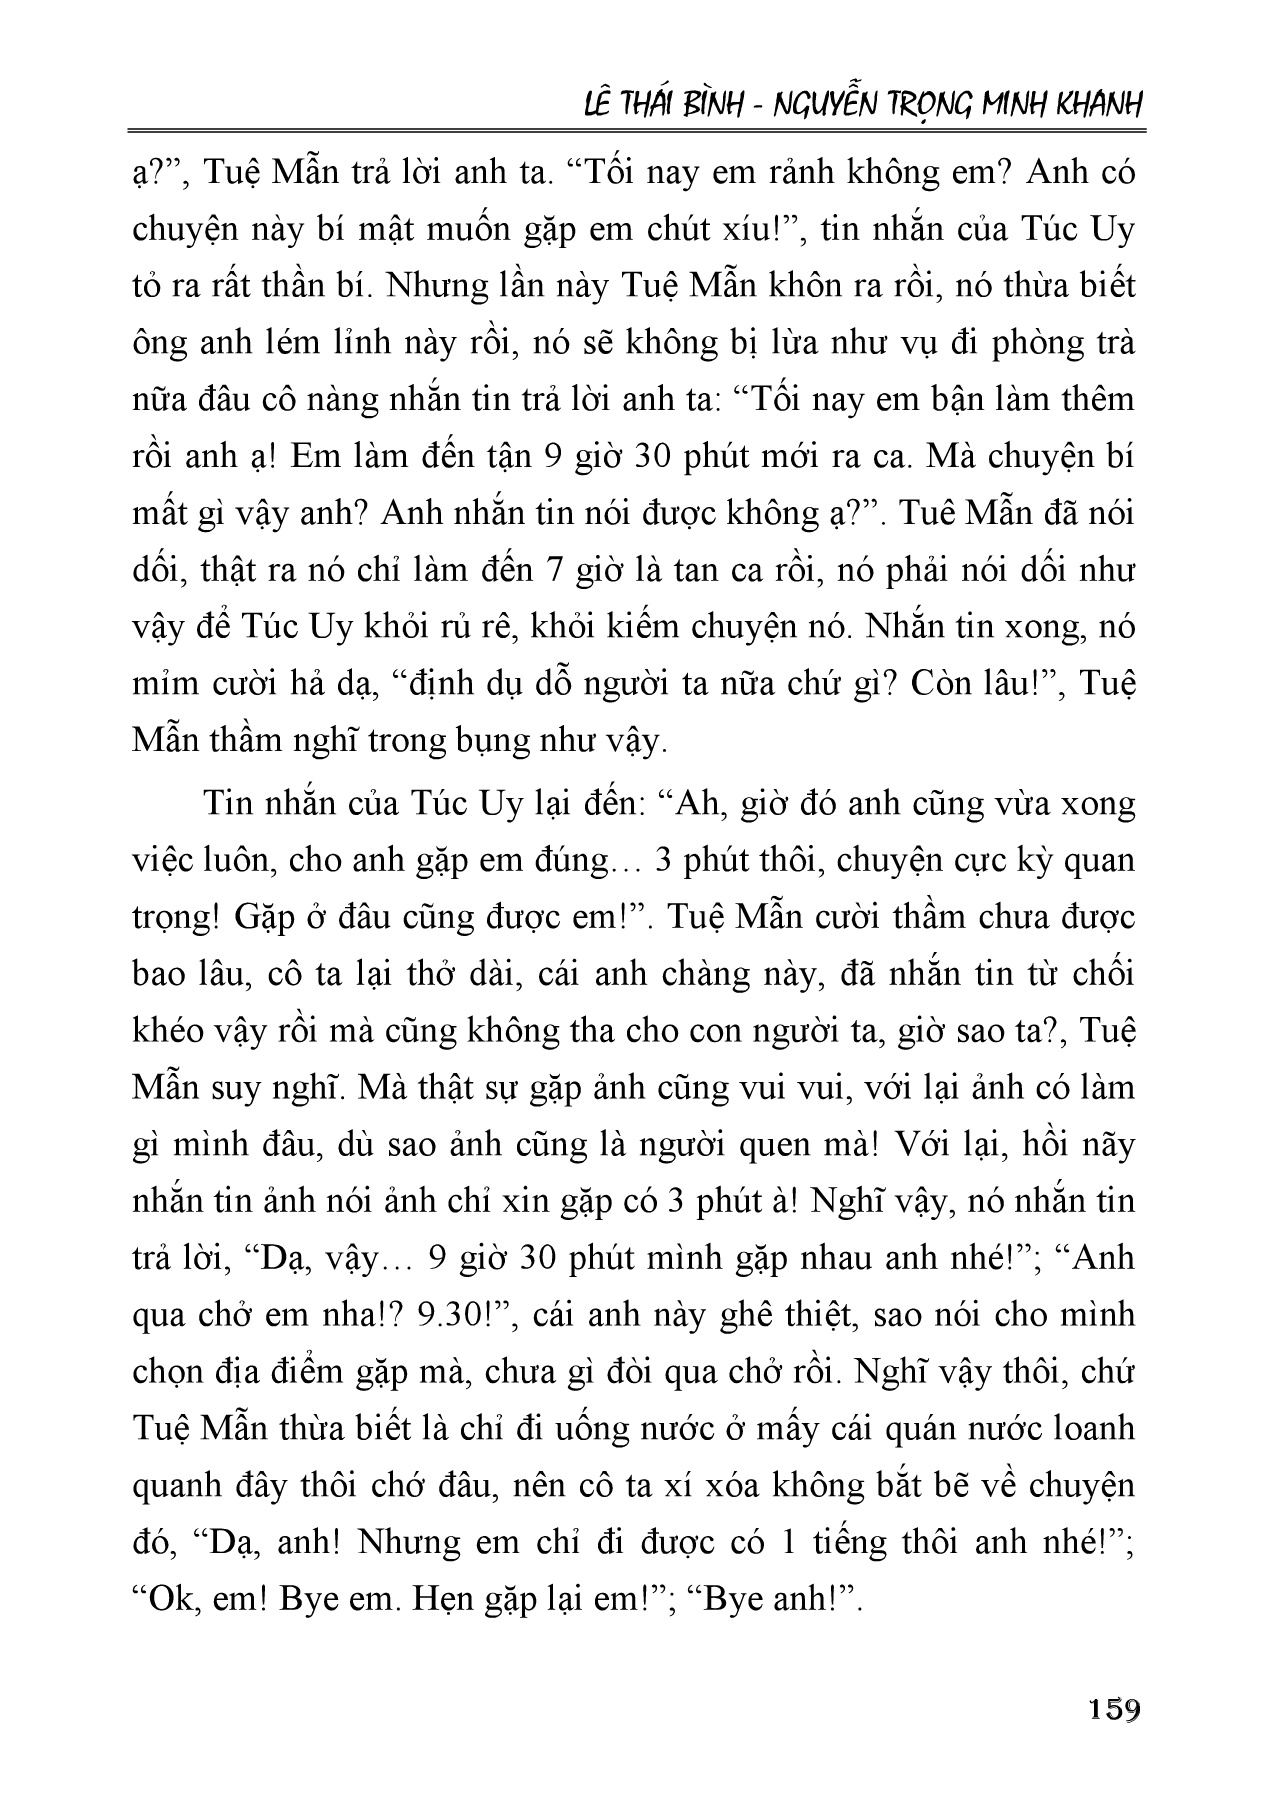 LÊ THÁI BÌNH - NGUYỄN TRỌNG MINH KHANH
ạ?”, Tuệ Mẫn trả lời anh ta. “Tối nay em rảnh không em? Anh có
chuyện này bí mật muốn gặp em chút xíu!”, tin nhắn của Túc Uy
tỏ ra rất thần bí. Nhưng lần này Tuệ Mẫn khôn ra rồi, nó thừa biết
ông anh lém lỉnh này rồi, nó sẽ không bị lừa như vụ đi phòng trà
nữa đâu cô nàng nhắn tin trả lời anh ta: “Tối nay em bận làm thêm
rồi anh ạ! Em làm đến tận 9 giờ 30 phút mới ra ca. Mà chuyện bí
mất gì vậy anh? Anh nhắn tin nói được không ạ?”. Tuê Mẫn đã nói
dối, thật ra nó chỉ làm đến 7 giờ là tan ca rồi, nó phải nói dối như
vậy để Túc Uy khỏi rủ rê, khỏi kiếm chuyện nó. Nhắn tin xong, nó
mỉm cười hả dạ, “định dụ dỗ người ta nữa chứ gì? Còn lâu!”, Tuệ
Mẫn thầm nghĩ trong bụng như vậy.
Tin nhắn của Túc Uy lại đến: “Ah, giờ đó anh cũng vừa xong
việc luôn, cho anh gặp em đúng… 3 phút thôi, chuyện cực kỳ quan
trọng! Gặp ở đâu cũng được em!”. Tuệ Mẫn cười thầm chưa được
bao lâu, cô ta lại thở dài, cái anh chàng này, đã nhắn tin từ chối
khéo vậy rồi mà cũng không tha cho con người ta, giờ sao ta?, Tuệ
Mẫn suy nghĩ. Mà thật sự gặp ảnh cũng vui vui, với lại ảnh có làm
gì mình đâu, dù sao ảnh cũng là người quen mà! Với lại, hồi nãy
nhắn tin ảnh nói ảnh chỉ xin gặp có 3 phút à! Nghĩ vậy, nó nhắn tin
trả lời, “Dạ, vậy… 9 giờ 30 phút mình gặp nhau anh nhé!”; “Anh
qua chở em nha!? 9.30!”, cái anh này ghê thiệt, sao nói cho mình
chọn địa điểm gặp mà, chưa gì đòi qua chở rồi. Nghĩ vậy thôi, chứ
Tuệ Mẫn thừa biết là chỉ đi uống nước ở mấy cái quán nước loanh
quanh đây thôi chớ đâu, nên cô ta xí xóa không bắt bẽ về chuyện
đó, “Dạ, anh! Nhưng em chỉ đi được có 1 tiếng thôi anh nhé!”;
“Ok, em! Bye em. Hẹn gặp lại em!”; “Bye anh!”.
159